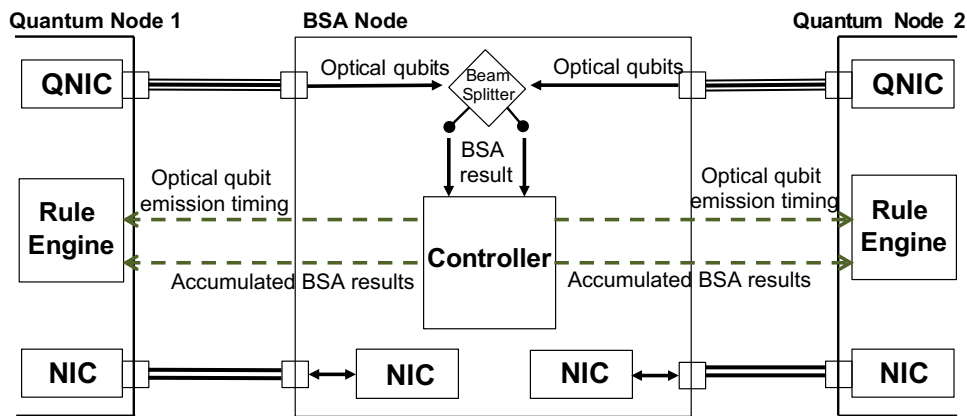 Quantum Node 1
BSA Node
Quantum Node 2
QNIC
Optical qubits
Beam
Splitter
Optical qubits
QNIC
BSA
result
Optical qubit
emission timing
Optical qubit
emission timing
Rule
Engine
Controller
Rule
Engine
Accumulated BSA results
Accumulated BSA results
NIC
NIC
NIC
NIC